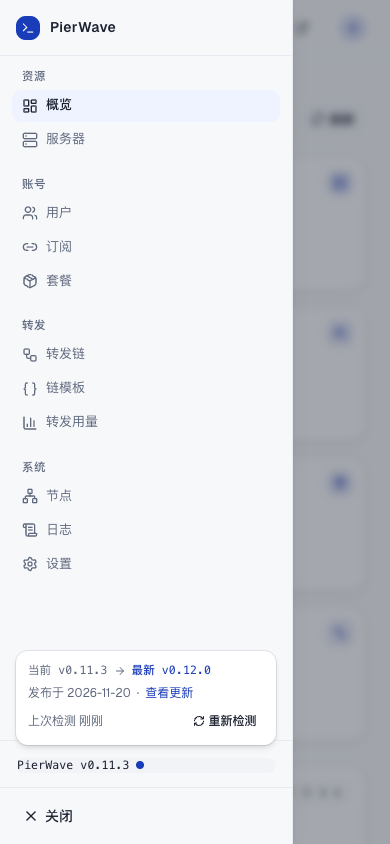 PierWave
资源
概览
服务器
账号
用户
订阅
套餐
转发
转发链
链模板
转发用量
系统
节点
日志
设置
当前 v0.11.3 → 最新 v0.12.0
发布于 2026-11-20 · 查看更新
上次检测 刚刚 重新检测
PierWave v0.11.3
关闭